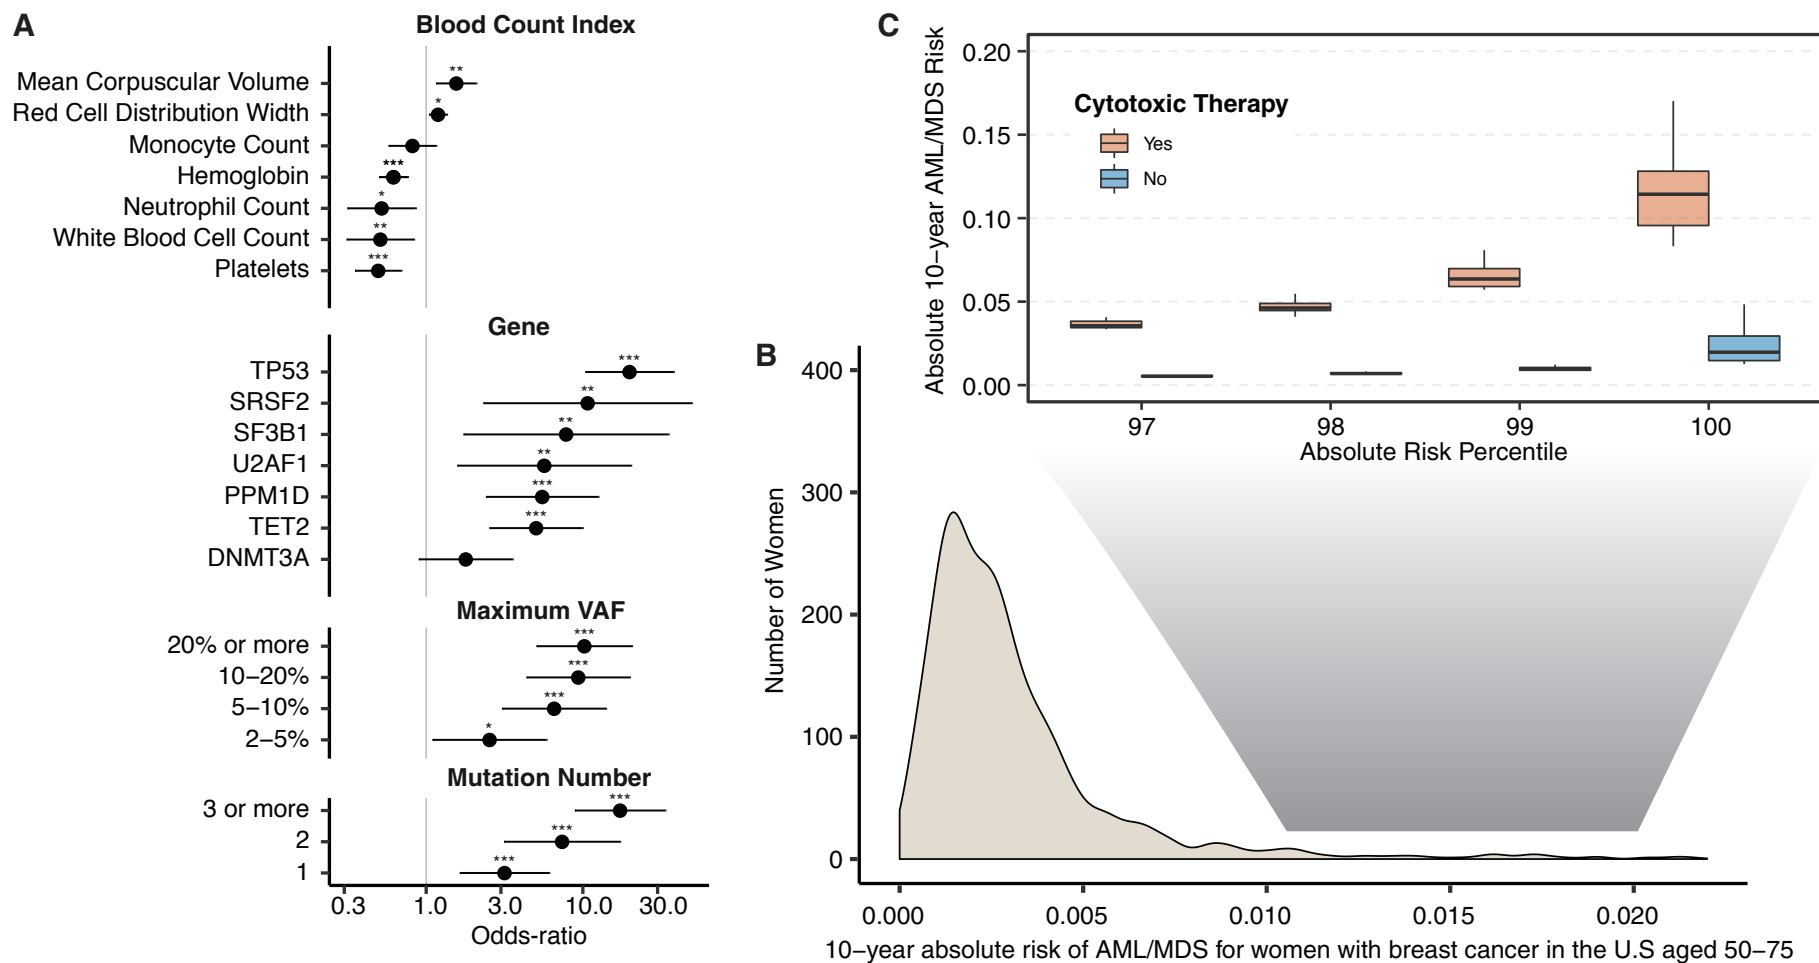 A
Blood Count Index
Mean Corpuscular Volume
**
Red Cell Distribution Width
*
Monocyte Count
Hemoglobin
***
Neutrophil Count
*
White Blood Cell Count
**
Platelets
***
Gene
TP53
***
SRSF2
**
SF3B1
**
U2AF1
**
PPM1D
***
TET2
***
DNMT3A
Maximum VAF
20% or more
***
10−20%
***
5−10%
***
2−5%
*
Mutation Number
3 or more
***
2
***
1
***
0.3 1.0 3.0 10.0 30.0
Odds-ratio
B
Number of Women
400
300
200
100
0
0.000 0.005 0.010 0.015 0.020
10−year absolute risk of AML/MDS for women with breast cancer in the U.S aged 50−75
C
Absolute 10−year AML/MDS Risk
0.20
0.15
0.10
0.05
0.00
Cytotoxic Therapy
Yes
No
97 98 99 100
Absolute Risk Percentile